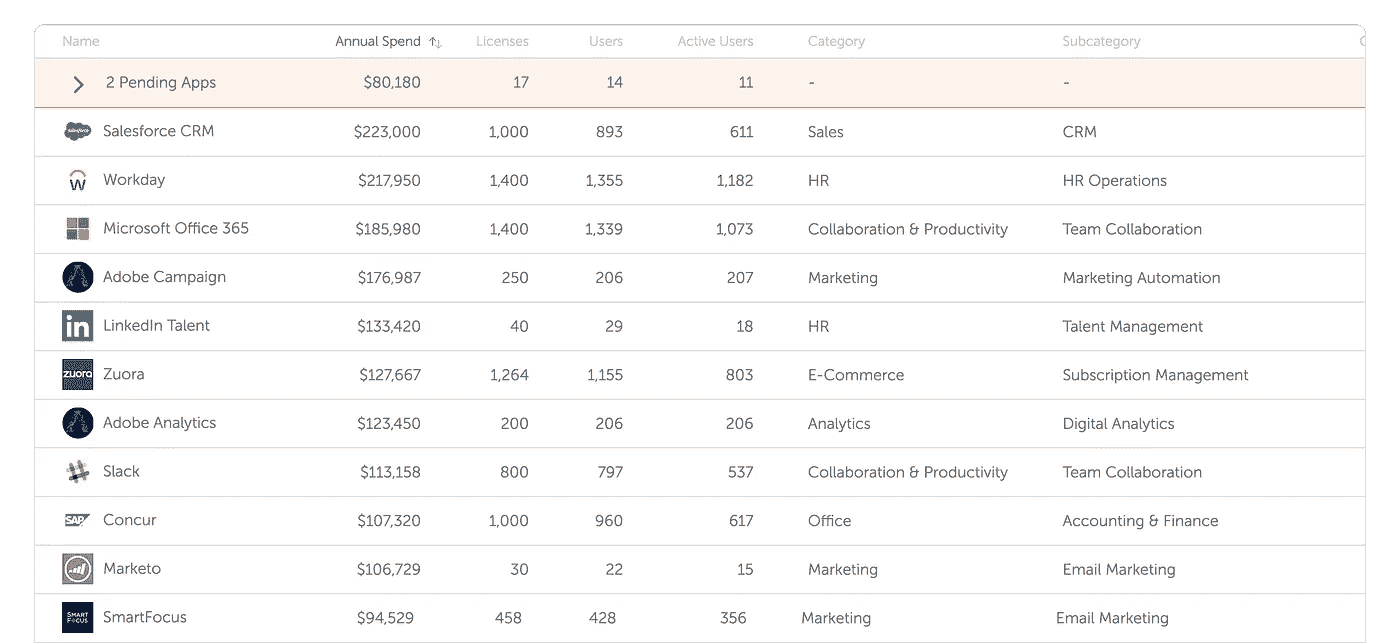 Name Annual Spend Licenses Users Active Users Category Subcategory
2 Pending Apps $80,180 17 14 11 - -
salesforce Salesforce CRM $223,000 1,000 893 611 Sales CRM
W Workday $217,950 1,400 1,355 1,182 HR HR Operations
Microsoft Office 365 $185,980 1,400 1,339 1,073 Collaboration & Productivity Team Collaboration
Adobe Campaign $176,987 250 206 207 Marketing Marketing Automation
in LinkedIn Talent $133,420 40 29 18 HR Talent Management
zuora Zuora $127,667 1,264 1,155 803 E-Commerce Subscription Management
Adobe Analytics $123,450 200 206 206 Analytics Digital Analytics
Slack $113,158 800 797 537 Collaboration & Productivity Team Collaboration
SAP Concur $107,320 1,000 960 617 Office Accounting & Finance
Marketo $106,729 30 22 15 Marketing Email Marketing
SMART FOCUS SmartFocus $94,529 458 428 356 Marketing Email Marketing